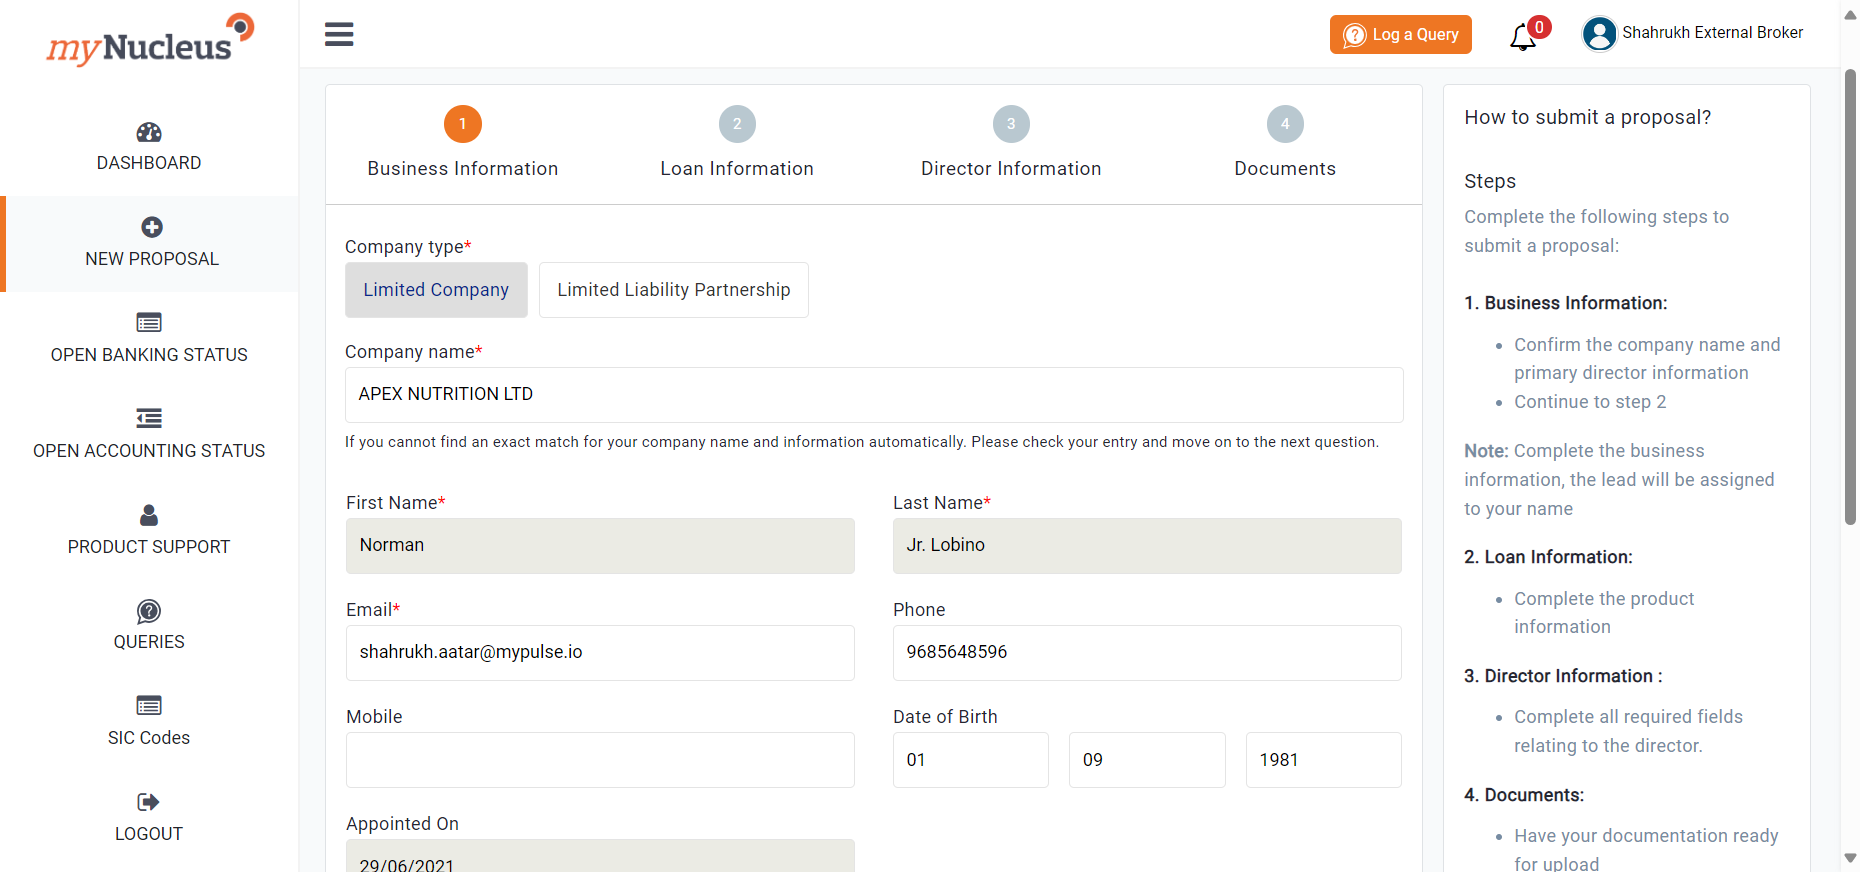 myNucleus
Log a Query
0
Shahrukh External Broker
DASHBOARD
NEW PROPOSAL
OPEN BANKING STATUS
OPEN ACCOUNTING STATUS
PRODUCT SUPPORT
QUERIES
SIC Codes
LOGOUT
1
2
3
4
Business Information
Loan Information
Director Information
Documents
Company type*
Limited Company
Limited Liability Partnership
Company name*
APEX NUTRITION LTD
If you cannot find an exact match for your company name and information automatically. Please check your entry and move on to the next question.
First Name*
Last Name*
Norman
Jr. Lobino
Email*
Phone
shahrukh.aatar@mypulse.io
9685648596
Mobile
Date of Birth
01
09
1981
Appointed On
29/06/2021
How to submit a proposal?
Steps
Complete the following steps to
submit a proposal:
1. Business Information:
• Confirm the company name and
primary director information
• Continue to step 2
Note: Complete the business
information, the lead will be assigned
to your name
2. Loan Information:
• Complete the product
information
3. Director Information :
• Complete all required fields
relating to the director.
4. Documents:
• Have your documentation ready
for upload